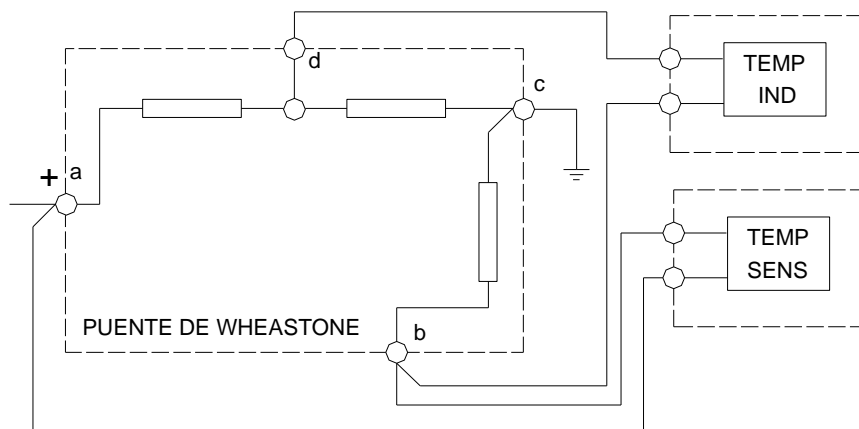 d
TEMP
IND
c
+
a
TEMP
SENS
PUENTE DE WHEASTONE
b